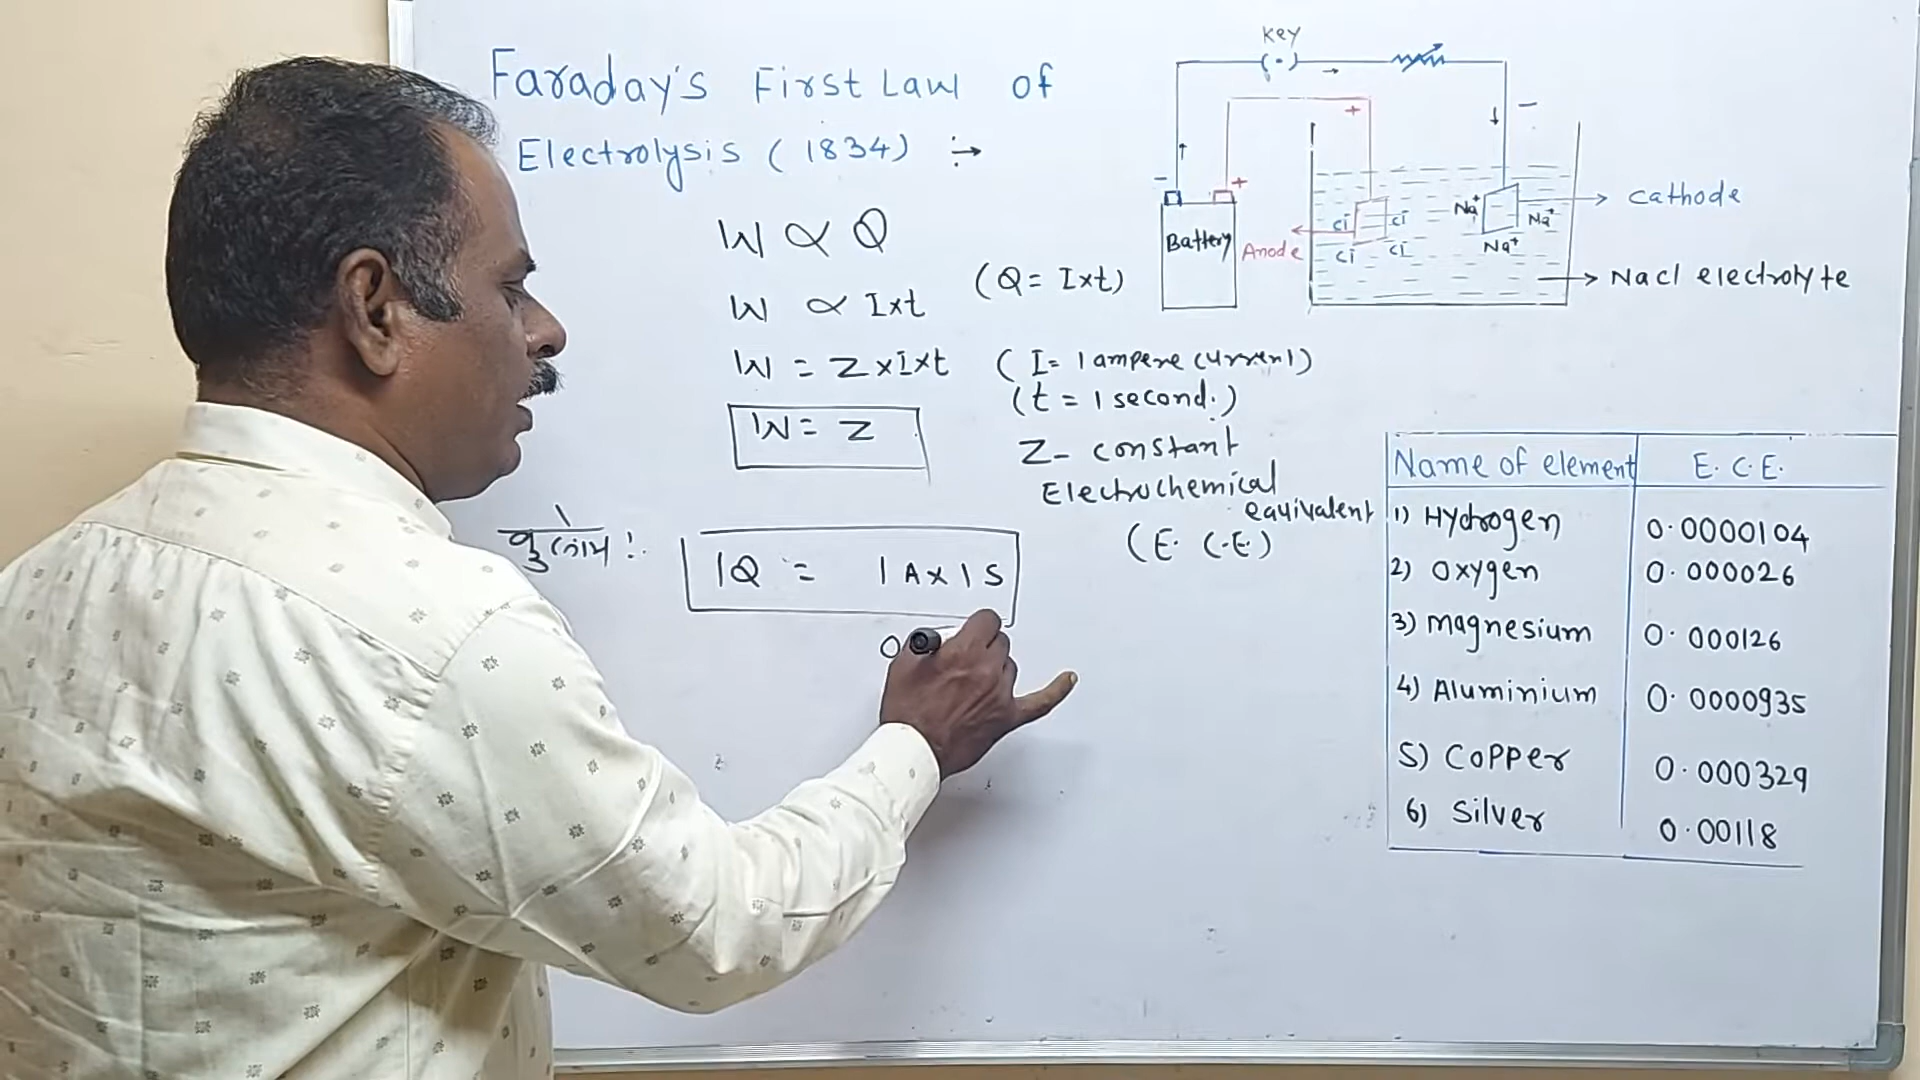 Faraday's First Law of
Electrolysis (1834) :→
W ∝ Q
W ∝ I×t (Q = I×t)
W = Z×I×t (I = 1 ampere current)
(t = 1 second.)
W = Z
Z- constant
Electrochemical
equivalent
(E. C.E)
1Q = 1A×1S
0
Key
+
−
−
+
Battery
Anode
Cl⁻ Cl⁻
Cl⁻ Cl⁻
Na⁺ Na⁺
Na⁺
cathode
Nacl electrolyte
Name of element E. C. E.
1) Hydrogen 0.0000104
2) Oxygen 0.000026
3) Magnesium 0.000126
4) Aluminium 0.0000935
5) Copper 0.000329
6) Silver 0.00118